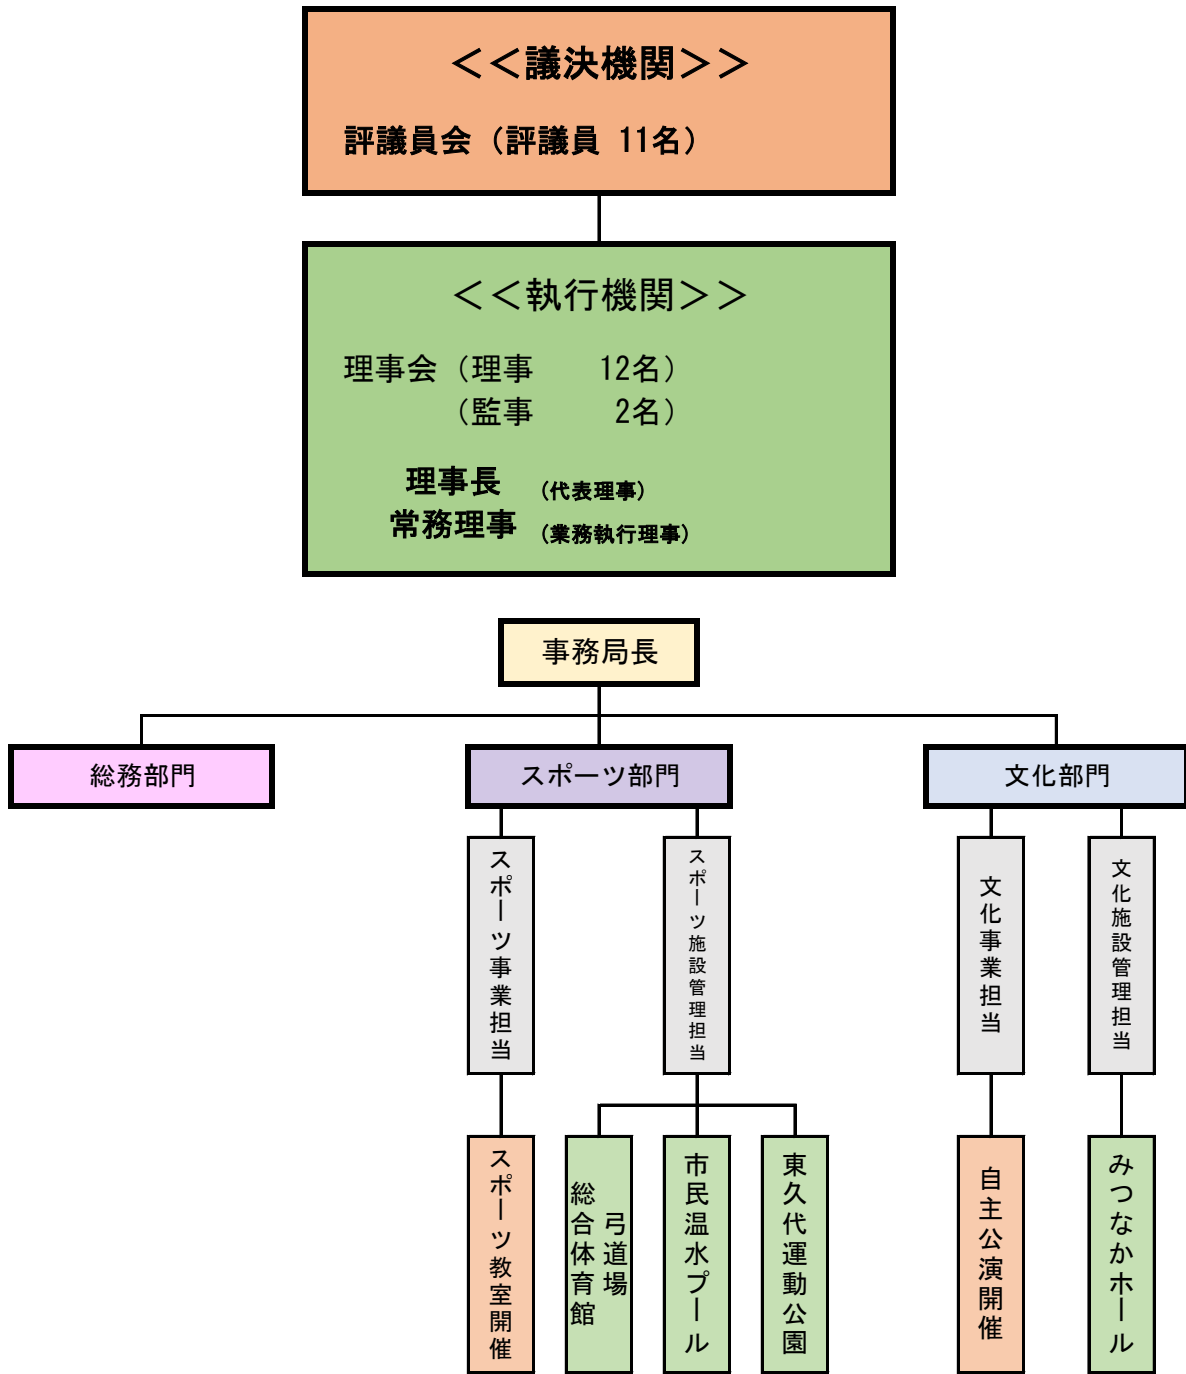 ＜＜議決機関＞＞
評議員会（評議員 11名）
＜＜執行機関＞＞
理事会（理事　　12名）
（監事　　 2名）
理事長 （代表理事）
常務理事 （業務執行理事）
事務局長
総務部門
スポーツ部門
文化部門
スポーツ事業担当
スポーツ施設管理担当
文化事業担当
文化施設管理担当
スポーツ教室開催
弓道場
総合体育館
市民温水プール
東久代運動公園
自主公演開催
みつなかホール